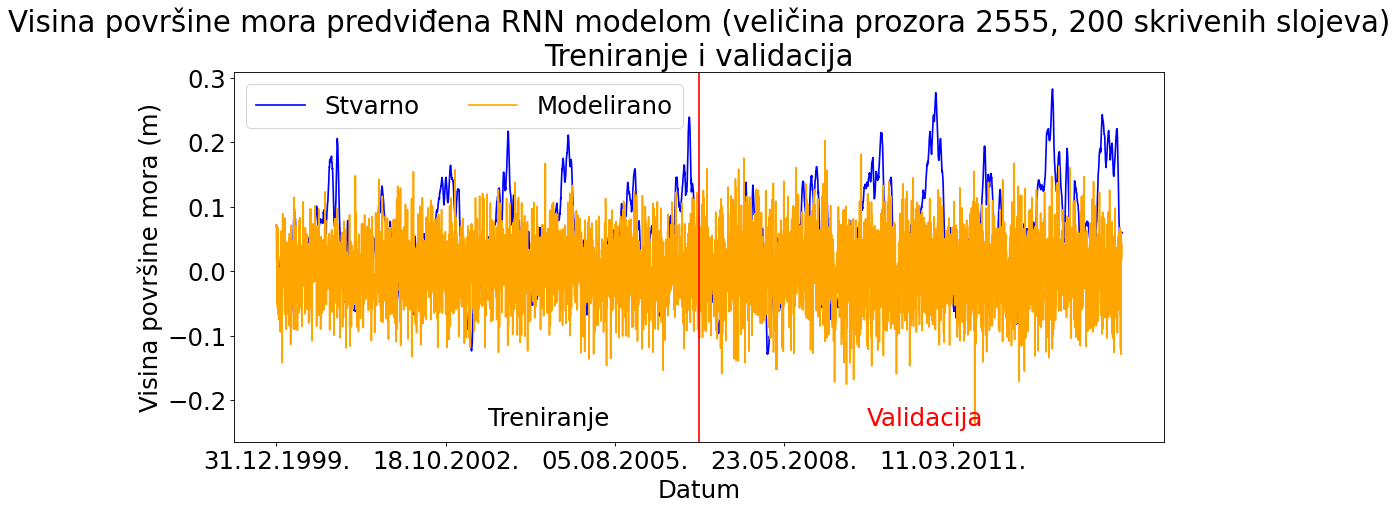 Visina površine mora predviđena RNN modelom (veličina prozora 2555, 200 skrivenih slojeva)
Treniranje i validacija
Stvarno Modelirano
Visina površine mora (m)
0.3
0.2
0.1
0.0
−0.1
−0.2
Treniranje Validacija
31.12.1999. 18.10.2002. 05.08.2005. 23.05.2008. 11.03.2011.
Datum